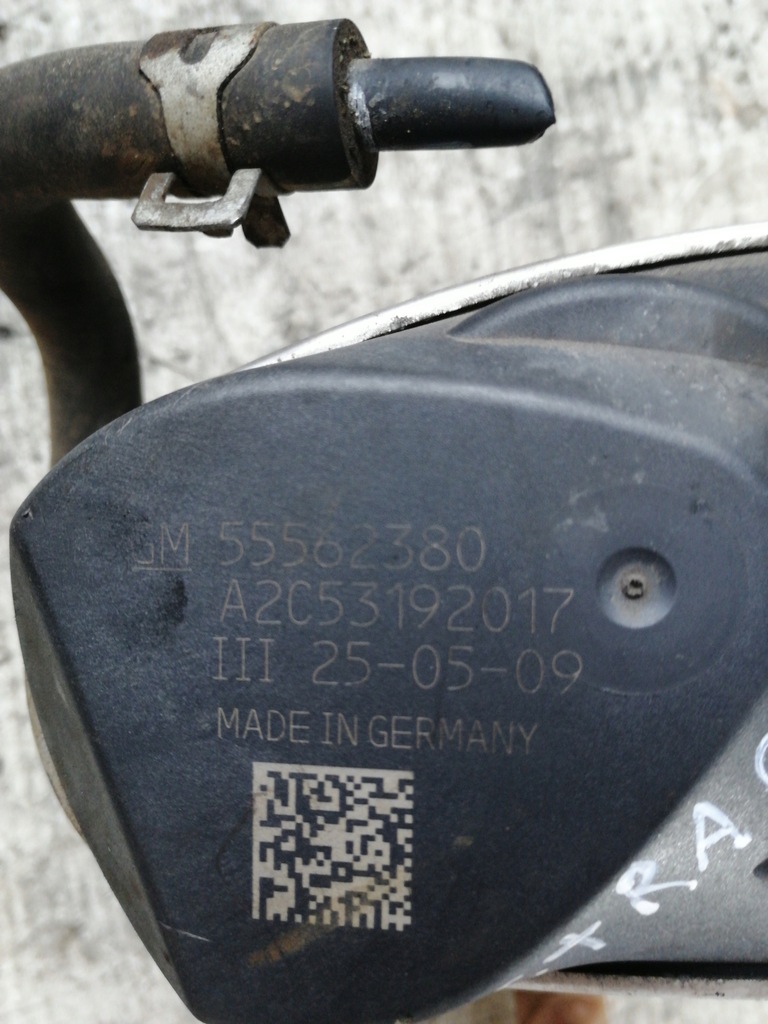 GM 55562380
A2C53192017
III 25-05-09
MADE IN GERMANY